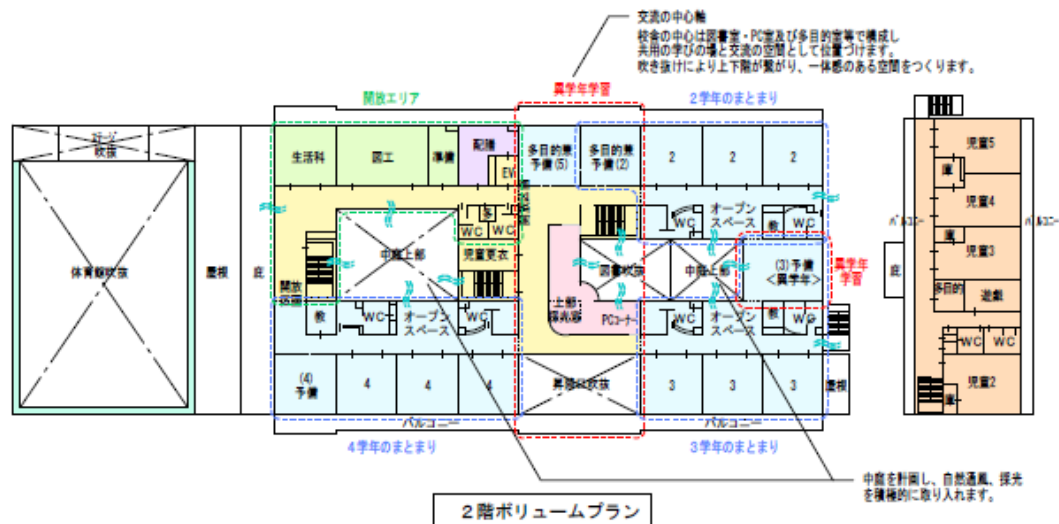 交流の中心軸
校舎の中心は図書室・PC室及び多目的室等で構成し
共用の学びの場と交流の空間として位置づけます。
吹き抜けにより上下階が繋がり、一体感のある空間をつくります。
開放エリア
異学年学習
2学年のまとまり
ｽﾃｰｼﾞ
吹抜
生活科
図工
準備
配膳
EV
多目的兼
予備(5)
多目的兼
予備(2)
2
2
2
児童5
庫
児童4
庫
児童3
多目的
遊戯
WC
WC
児童2
庫
バルコニー
バルコニー
庇
体育館吹抜
屋根
庇
中庭上部
WC
WC
児童更衣
開放
図書吹抜
中庭上部
WC
オープン
スペース
教
WC
(3)予備
<異学年>
異学年
学習
上部
PCコーナー
教
WC
オープン
スペース
WC
WC
オープン
スペース
教
WC
(4)
予備
4
4
4
昇降口吹抜
3
3
3
屋根
バルコニー
バルコニー
4学年のまとまり
3学年のまとまり
中庭を計画し、自然通風、採光
を積極的に取り入れます。
2階ボリュームプラン